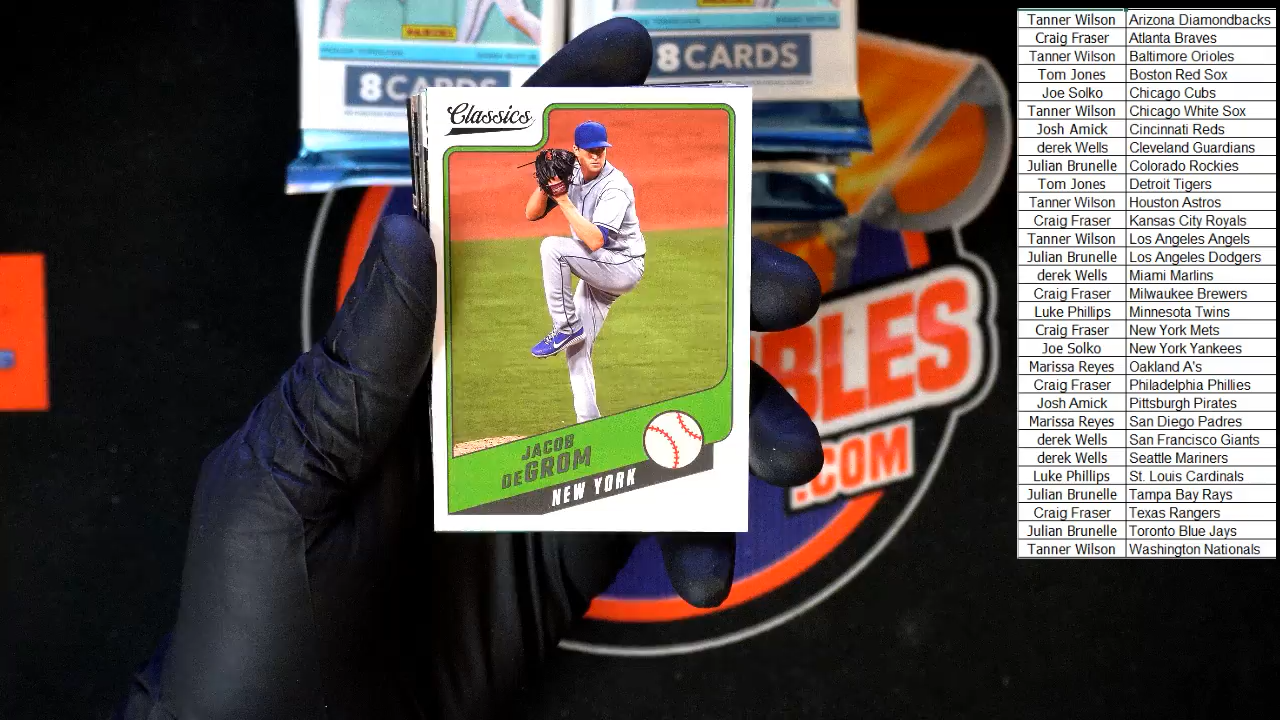 8 CARDS
8 CARDS
Classics
JACOB
DEGROM
NEW YORK
BLES
.COM
Tanner Wilson Arizona Diamondbacks
Craig Fraser Atlanta Braves
Tanner Wilson Baltimore Orioles
Tom Jones Boston Red Sox
Joe Solko Chicago Cubs
Tanner Wilson Chicago White Sox
Josh Amick Cincinnati Reds
derek Wells Cleveland Guardians
Julian Brunelle Colorado Rockies
Tom Jones Detroit Tigers
Tanner Wilson Houston Astros
Craig Fraser Kansas City Royals
Tanner Wilson Los Angeles Angels
Julian Brunelle Los Angeles Dodgers
derek Wells Miami Marlins
Craig Fraser Milwaukee Brewers
Luke Phillips Minnesota Twins
Craig Fraser New York Mets
Joe Solko New York Yankees
Marissa Reyes Oakland A's
Craig Fraser Philadelphia Phillies
Josh Amick Pittsburgh Pirates
Marissa Reyes San Diego Padres
derek Wells San Francisco Giants
derek Wells Seattle Mariners
Luke Phillips St. Louis Cardinals
Julian Brunelle Tampa Bay Rays
Craig Fraser Texas Rangers
Julian Brunelle Toronto Blue Jays
Tanner Wilson Washington Nationals